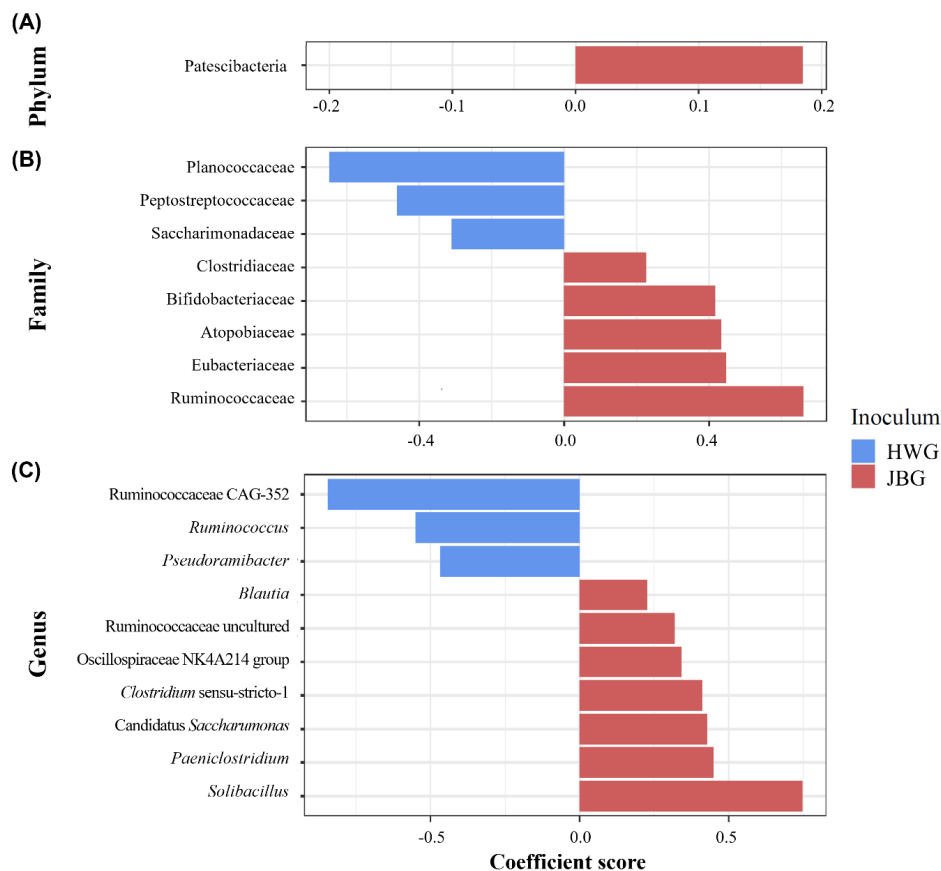 (A)
Phylum
Patescibacteria
-0.2 -0.1 0.0 0.1 0.2
(B)
Family
Planococcaceae
Peptostreptococcaceae
Saccharimonadaceae
Clostridiaceae
Bifidobacteriaceae
Atopobiaceae
Eubacteriaceae
Ruminococcaceae
-0.4 0.0 0.4
Inoculum
HWG
JBG
(C)
Genus
Ruminococcaceae CAG-352
Ruminococcus
Pseudoramibacter
Blautia
Ruminococcaceae uncultured
Oscillospiraceae NK4A214 group
Clostridium sensu-stricto-1
Candidatus Saccharumonas
Paeniclostridium
Solibacillus
-0.5 0.0 0.5
Coefficient score